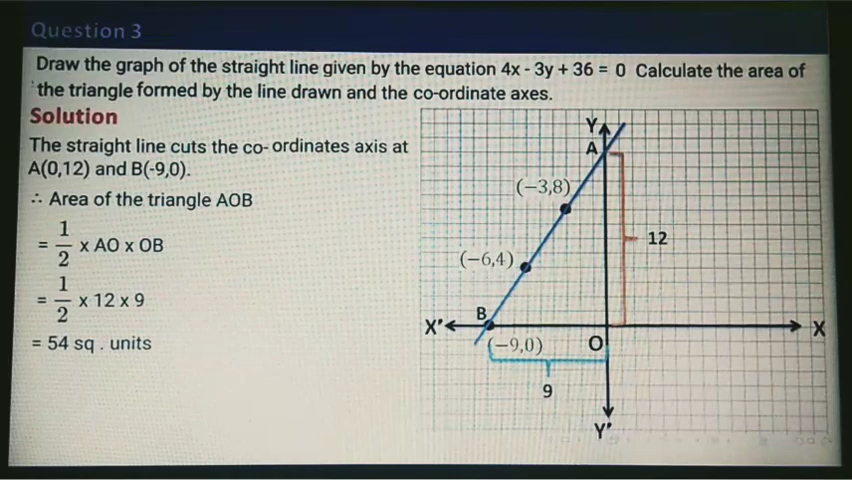 Question 3
Draw the graph of the straight line given by the equation 4x - 3y + 36 = 0 Calculate the area of
the triangle formed by the line drawn and the co-ordinate axes.
Solution
The straight line cuts the co- ordinates axis at
A(0,12) and B(-9,0).
∴ Area of the triangle AOB
= 1/2 x AO x OB
= 1/2 x 12 x 9
= 54 sq . units
Y
A
(−3,8)
12
(−6,4)
B
X' X
(−9,0) O
9
Y'